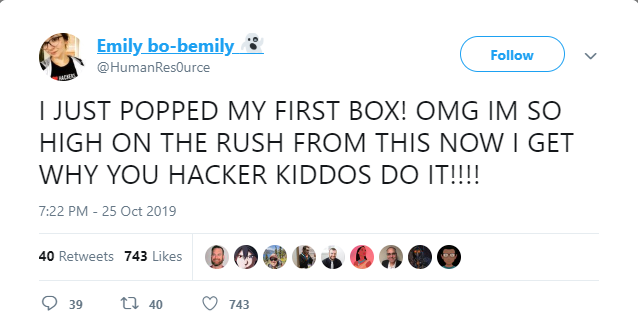 Emily bo-bemily 👻
@HumanRes0urce
Follow
I JUST POPPED MY FIRST BOX! OMG IM SO
HIGH ON THE RUSH FROM THIS NOW I GET
WHY YOU HACKER KIDDOS DO IT!!!!
7:22 PM - 25 Oct 2019
40 Retweets 743 Likes
39 40 743